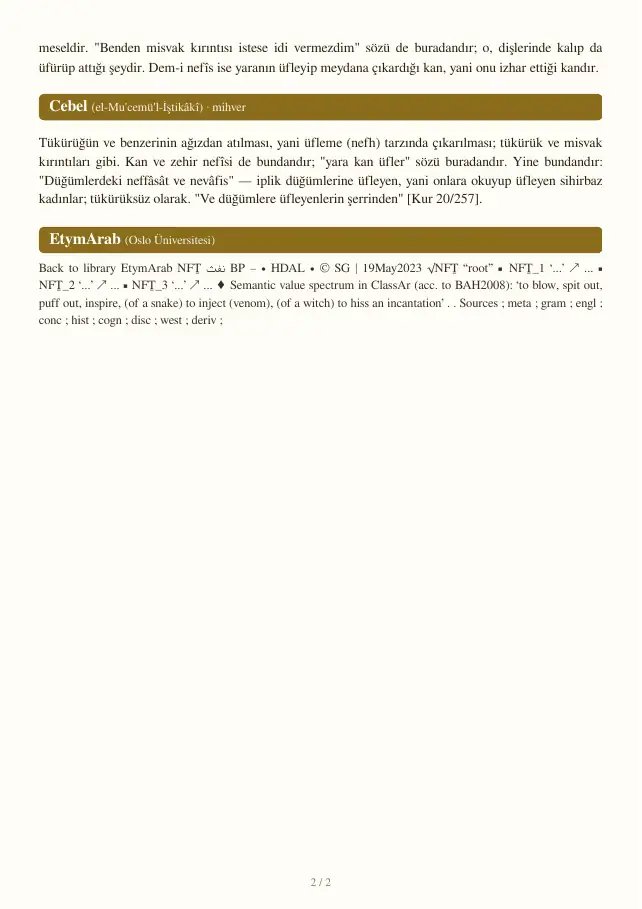 meseldir. "Benden misvak kırıntısı istese idi vermezdim" sözü de buradandır; o, dişlerinde kalıp da
üfürüp attığı şeydir. Dem-i nefîs ise yaranın üfleyip meydana çıkardığı kan, yani onu izhar ettiği kandır.
Cebel (el-Mu'cemü'l-İştikâkî) · mihver
Tükürüğün ve benzerinin ağızdan atılması, yani üfleme (nefh) tarzında çıkarılması; tükürük ve misvak
kırıntıları gibi. Kan ve zehir nefîsi de bundandır; "yara kan üfler" sözü buradandır. Yine bundandır:
"Düğümlerdeki neffâsât ve nevâfis" — iplik düğümlerine üfleyen, yani onlara okuyup üfleyen sihirbaz
kadınlar; tükürüksüz olarak. "Ve düğümlere üfleyenlerin şerrinden" [Kur 20/257].
EtymArab (Oslo Üniversitesi)
Back to library EtymArab NFṮ نفث BP – • HDAL • © SG | 19May2023 √NFṮ “root” ▪ NFṮ_1 ‘...’ ↗ ... ▪
NFṮ_2 ‘...’ ↗ ... ▪ NFṮ_3 ‘...’ ↗ ... ♦ Semantic value spectrum in ClassAr (acc. to BAH2008): ‘to blow, spit out,
puff out, inspire, (of a snake) to inject (venom), (of a witch) to hiss an incantation’ . . Sources ; meta ; gram ; engl ;
conc ; hist ; cogn ; disc ; west ; deriv ;
2 / 2